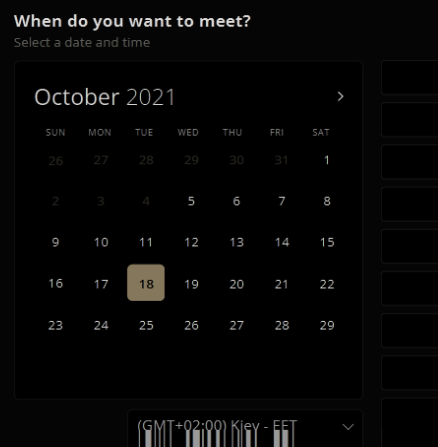 When do you want to meet?
Select a date and time
October 2021
SUN MON TUE WED THU FRI SAT
26 27 28 29 30 31 1
2 3 4 5 6 7 8
9 10 11 12 13 14 15
16 17 18 19 20 21 22
23 24 25 26 27 28 29
(GMT+02:00) Kiev - EET